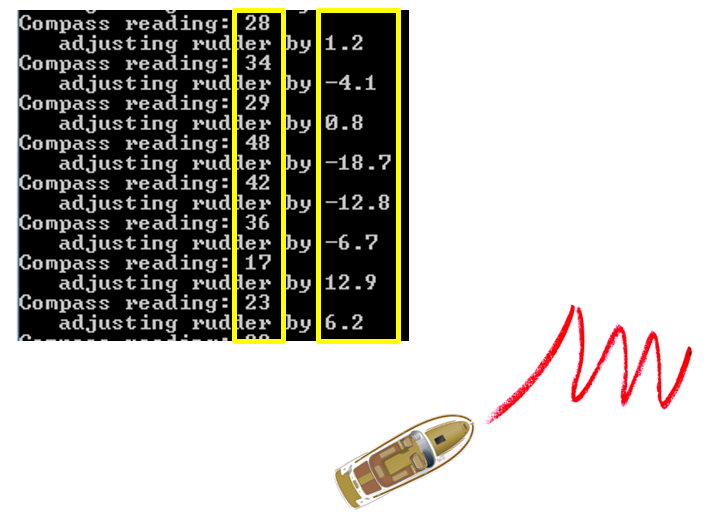 Compass reading: 28
adjusting rudder by 1.2
Compass reading: 34
adjusting rudder by -4.1
Compass reading: 29
adjusting rudder by 0.8
Compass reading: 48
adjusting rudder by -18.7
Compass reading: 42
adjusting rudder by -12.8
Compass reading: 36
adjusting rudder by -6.7
Compass reading: 17
adjusting rudder by 12.9
Compass reading: 23
adjusting rudder by 6.2